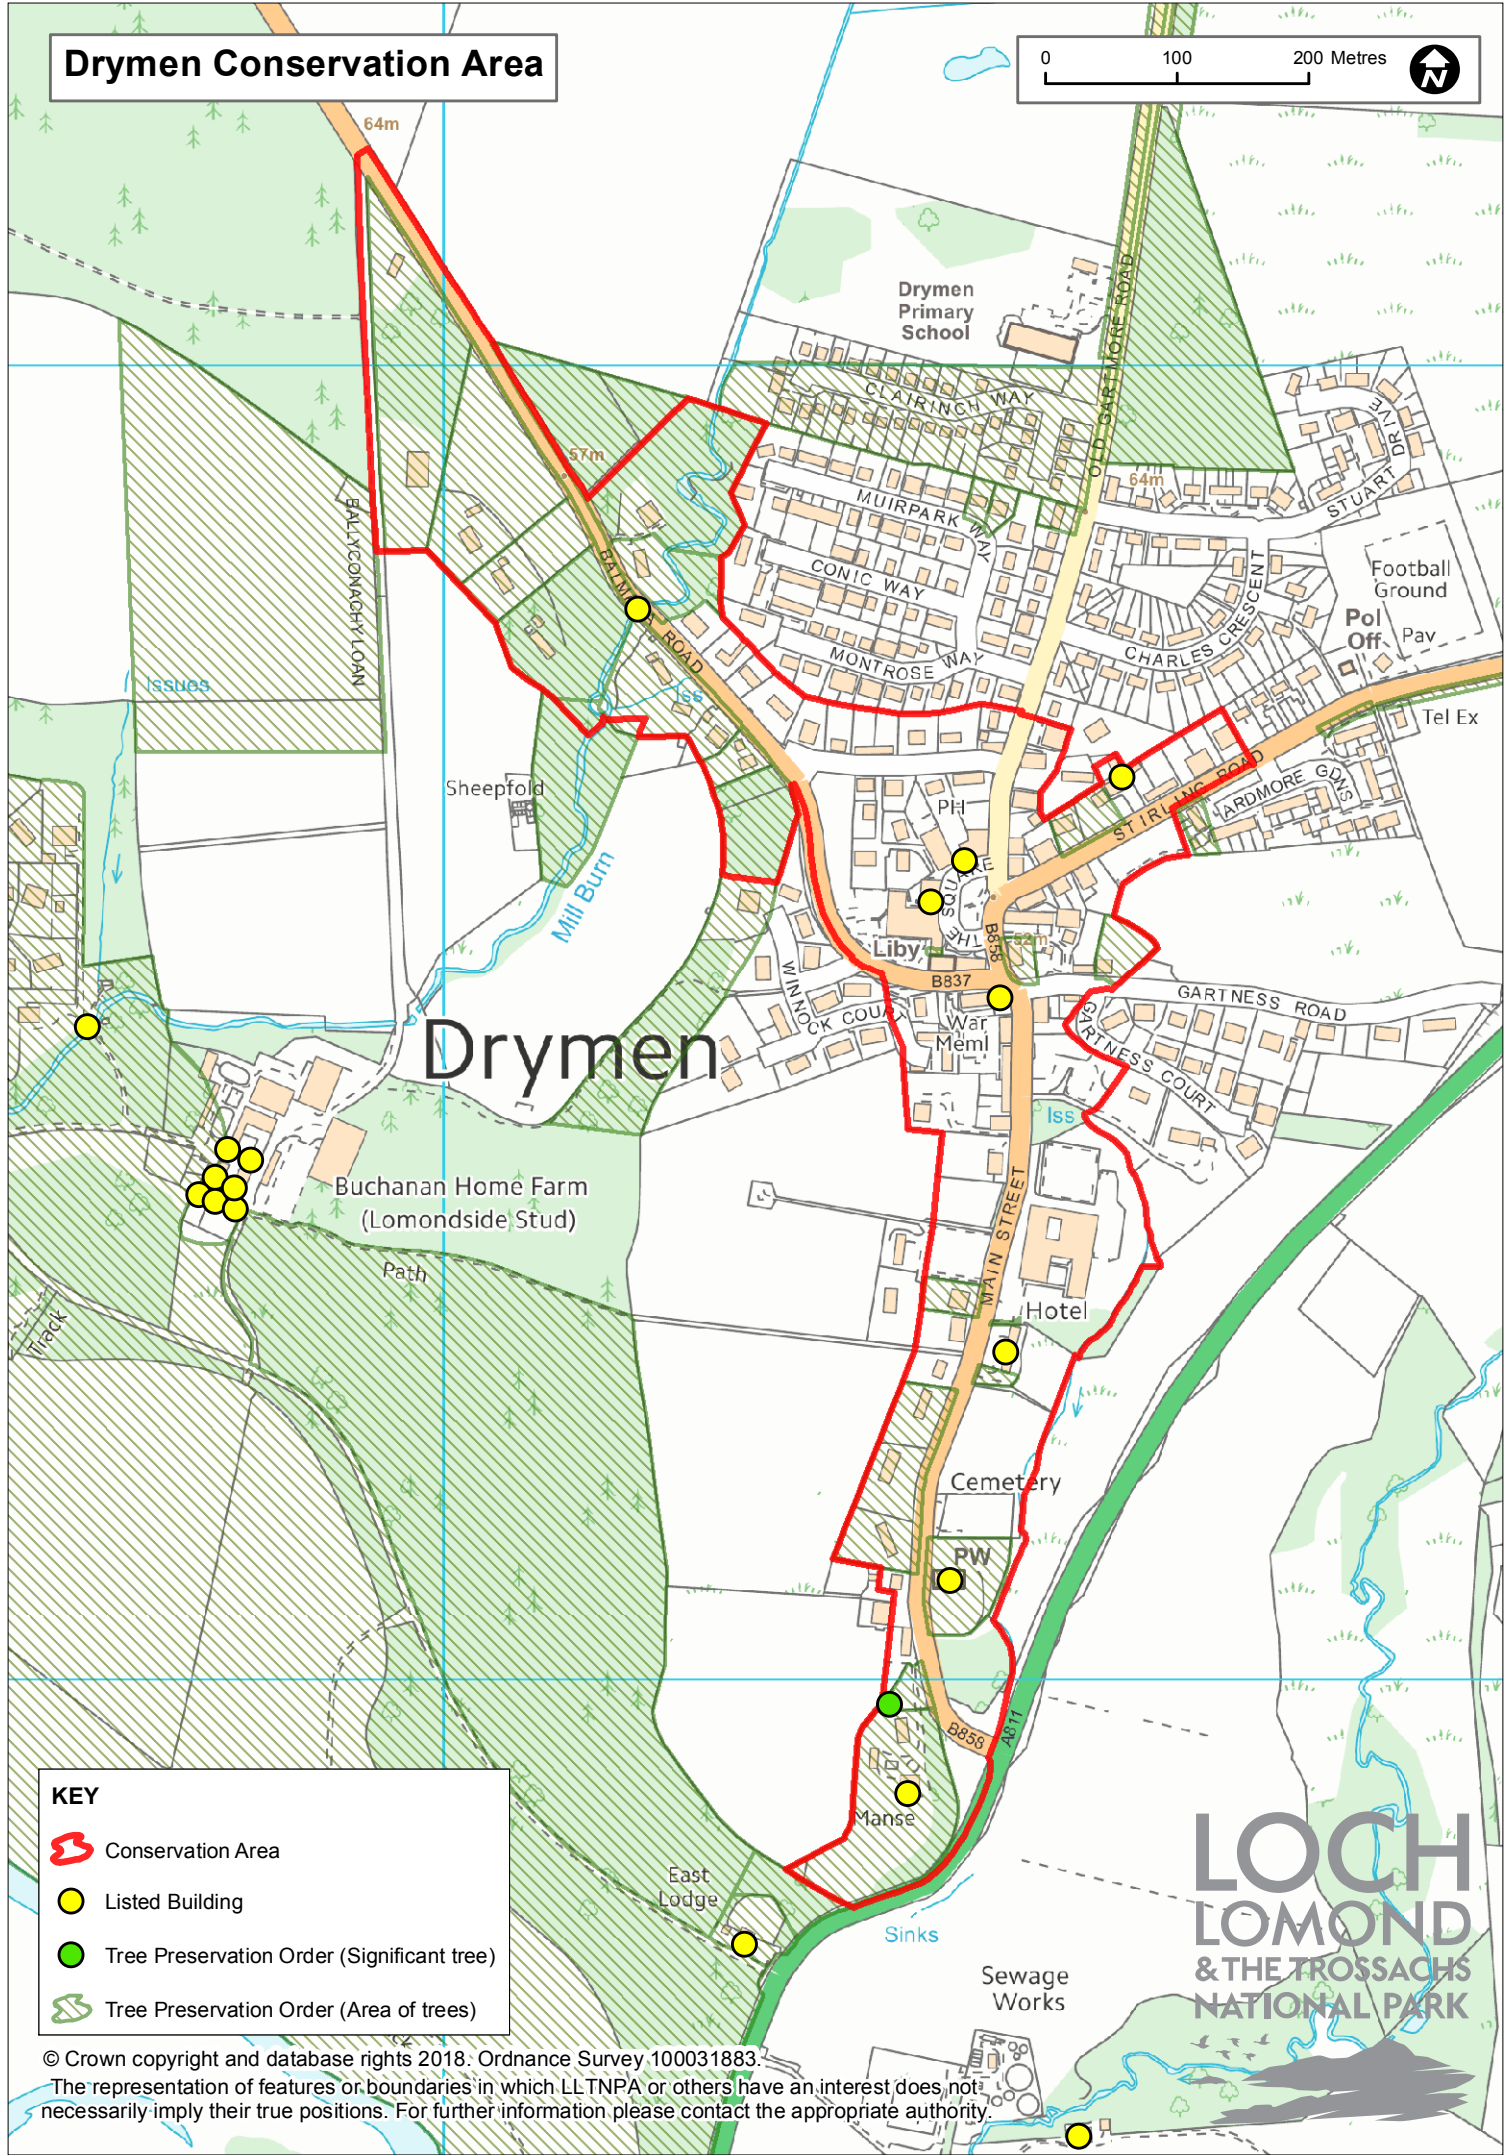 Drymen Conservation Area
0 100 200 Metres
N
64m
Drymen
Primary
School
OLD GARTMORE ROAD
CLAIRINCH WAY
STUART DRIVE
57m
64m
MUIRPARK WAY
BALLYCONACHY LOAN
CONIC WAY
CHARLES CRESCENT
Football
Ground
Pol
Off
Pav
BALMAHA ROAD
MONTROSE WAY
Issues
Iss
Tel Ex
STIRLING ROAD
ARDMORE GDNS
Sheepfold
PH
THE SQUARE
Mill Burn
Liby
B858
52m
B837
WINNOCK COURT
GARTNESS ROAD
War
Meml
GARTNESS COURT
Drymen
Iss
Buchanan Home Farm
(Lomondside Stud)
MAIN STREET
Path
Track
Hotel
Cemetery
PW
B858
A811
Manse
East
Lodge
Sinks
Sewage
Works
KEY
Conservation Area
Listed Building
Tree Preservation Order (Significant tree)
Tree Preservation Order (Area of trees)
LOCH
LOMOND
& THE TROSSACHS
NATIONAL PARK
© Crown copyright and database rights 2018. Ordnance Survey 100031883.
The representation of features or boundaries in which LLTNPA or others have an interest does not
necessarily imply their true positions. For further information please contact the appropriate authority.